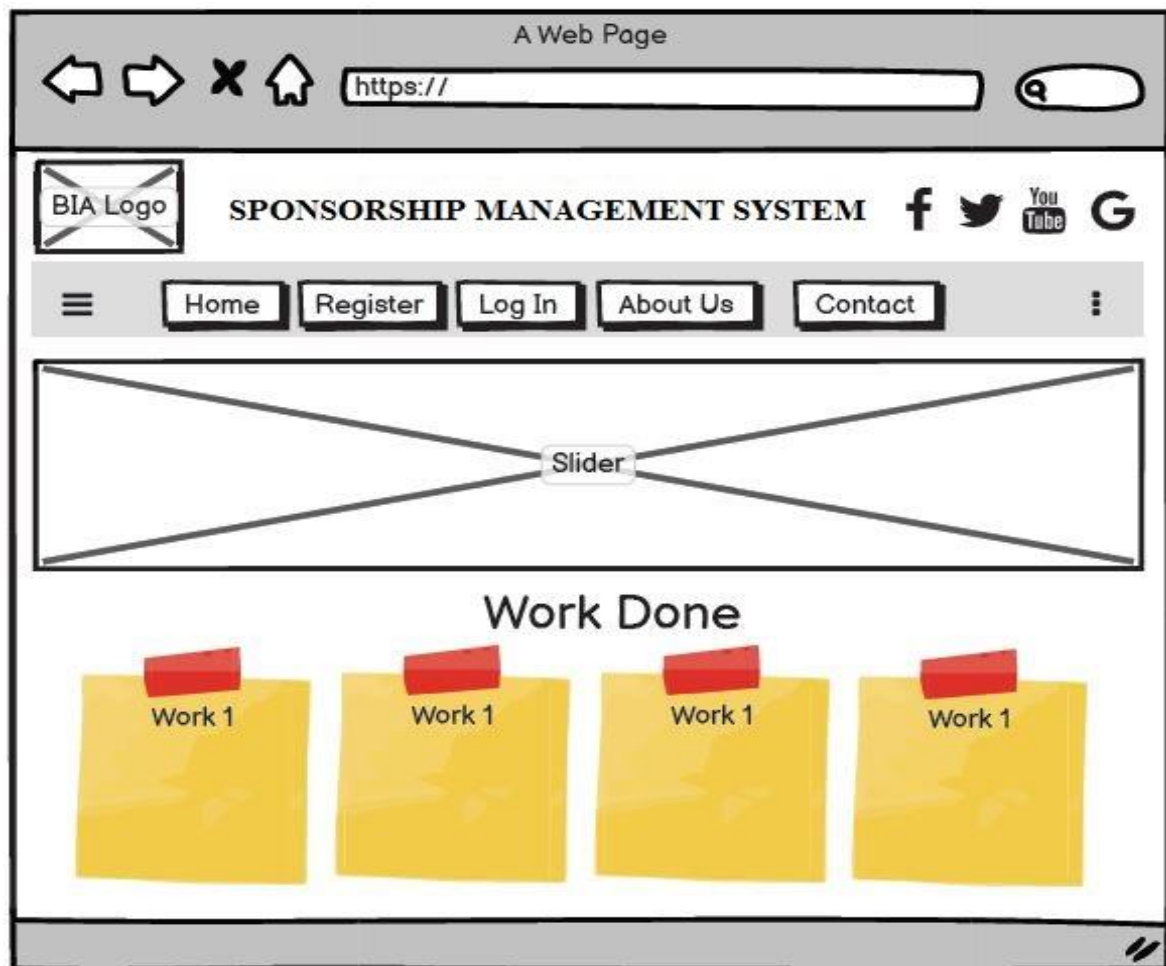 A Web Page
https://
BIA Logo
SPONSORSHIP MANAGEMENT SYSTEM
You
Tube
Home
Register
Log In
About Us
Contact
Slider
Work Done
Work 1
Work 1
Work 1
Work 1